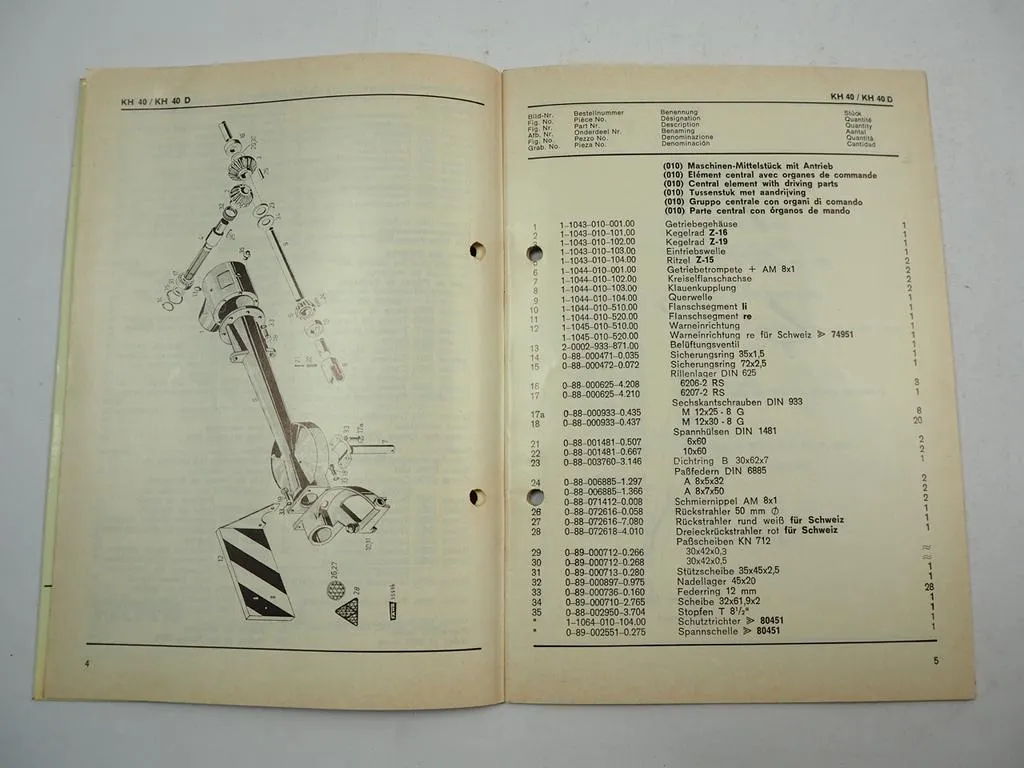 KH 40 / KH 40 D
12
26,27
28
10,11
33
17a
7
4
KH 40 / KH 40 D
Bild-Nr. Bestellnummer Benennung Stück
Fig. No. Pièce No. Désignation Quantité
Fig. Nr. Part Nr. Description Quantity
Afb. Nr. Onderdeel Nr. Benaming Aantal
Fig. No. Pezzo No. Denominazione Quantità
Grab. No. Pieza No. Denominación Cantidad
(010) Maschinen-Mittelstück mit Antrieb
(010) Elément central avec organes de commande
(010) Central element with driving parts
(010) Tussenstuk met aandrijving
(010) Gruppo centrale con organi di comando
(010) Parte central con órganos de mando
1 1–1043–010–001.00 Getriebegehäuse 1
2 1–1043–010–101.00 Kegelrad Z-16 1
3 1–1043–010–102.00 Kegelrad Z-19 1
1–1043–010–103.00 Eintriebswelle 1
1–1043–010–104.00 Ritzel Z-15 2
6 1–1044–010–001.00 Getriebetrompete + AM 8x1 2
7 1–1044–010–102.00 Kreiselflanschachse 2
8 1–1044–010–103.00 Klauenkupplung 2
9 1–1044–010–104.00 Querwelle 1
10 1–1044–010–510.00 Flanschsegment li 1
11 1–1044–010–520.00 Flanschsegment re 1
12 1–1045–010–510.00 Warneinrichtung 1
1–1045–010–520.00 Warneinrichtung re für Schweiz ⋗ 74951 1
13 2–0002–933–871.00 Belüftungsventil 1
14 0–88–000471–0.035 Sicherungsring 35x1,5 1
15 0–88–000472–0.072 Sicherungsring 72x2,5 1
Rillenlager DIN 625
16 0–88–000625–4.208 6206-2 RS 3
17 0–88–000625–4.210 6207-2 RS 1
Sechskantschrauben DIN 933
17a 0–88–000933–0.435 M 12x25 - 8 G 8
18 0–88–000933–0.437 M 12x30 - 8 G 20
Spannhülsen DIN 1481
21 0–88–001481–0.507 6x60 2
22 0–88–001481–0.667 10x60 2
23 0–88–003760–3.146 Dichtring B 30x62x7 1
Paßfedern DIN 6885
24 0–88–006885–1.297 A 8x5x32 2
0–88–006885–1.366 A 8x7x50 2
0–88–071412–0.008 Schmiernippel AM 8x1 2
26 0–88–072616–0.058 Rückstrahler 50 mm ∅ 1
27 0–88–072616–7.080 Rückstrahler rund weiß für Schweiz 1
28 0–88–072618–4.010 Dreieckrückstrahler rot für Schweiz 1
Paßscheiben KN 712
29 0–89–000712–0.266 30x42x0,3 ≈
30 0–89–000712–0.268 30x42x0,5 ≈
31 0–89–000713–0.280 Stützscheibe 35x45x2,5 1
32 0–89–000897–0.975 Nadellager 45x20 1
33 0–89–000736–0.160 Federring 12 mm 28
34 0–89–000710–2.765 Scheibe 32x61,9x2 1
35 0–88–002950–3.704 Stopfen T 8½" 1
* 1–1064–010–104.00 Schutztrichter ⋗ 80451 1
* 0–89–002551–0.275 Spannschelle ⋗ 80451 1
5